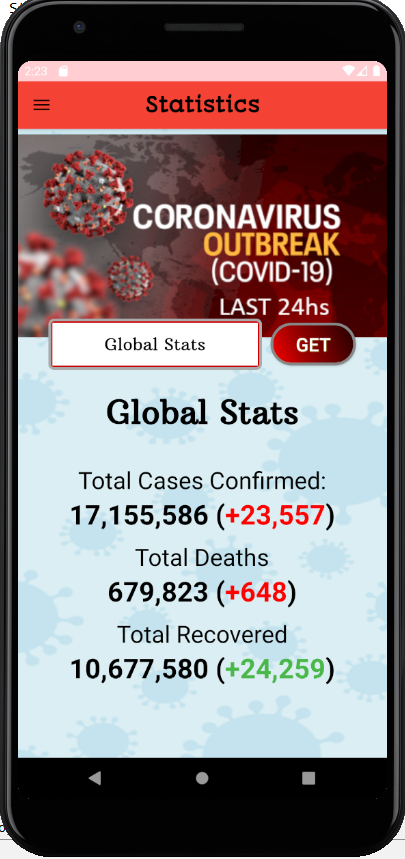 2:23
Statistics
CORONAVIRUS
OUTBREAK
(COVID-19)
LAST 24hs
Global Stats
GET
Global Stats
Total Cases Confirmed:
17,155,586 (+23,557)
Total Deaths
679,823 (+648)
Total Recovered
10,677,580 (+24,259)